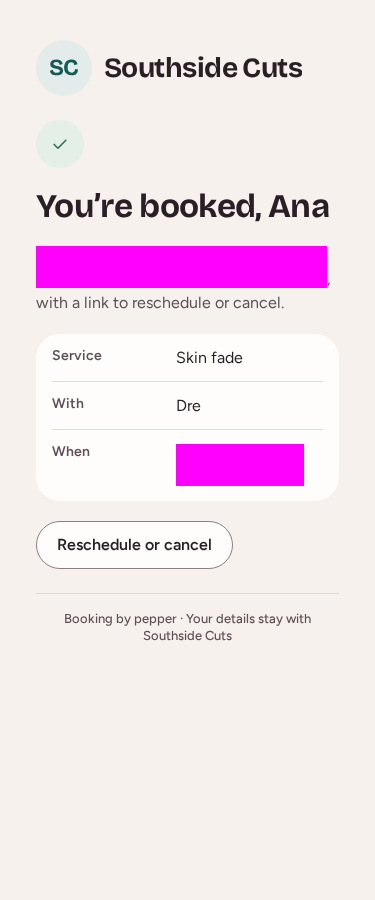 SC Southside Cuts
You're booked, Ana
with a link to reschedule or cancel.
Service Skin fade
With Dre
When
Reschedule or cancel
Booking by pepper · Your details stay with
Southside Cuts